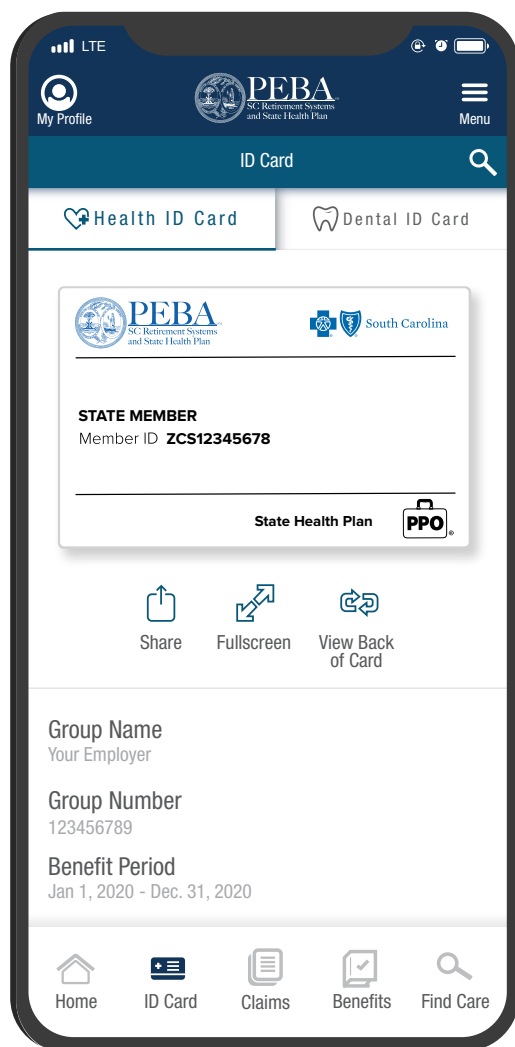 LTE
My Profile
PEBA
SC Retirement Systems
and State Health Plan
Menu
ID Card
Health ID Card
Dental ID Card
PEBA
SC Retirement Systems
and State Health Plan
South Carolina
STATE MEMBER
Member ID ZCS12345678
State Health Plan
PPO®
Share
Fullscreen
View Back
of Card
Group Name
Your Employer
Group Number
123456789
Benefit Period
Jan 1, 2020 - Dec. 31, 2020
Home
ID Card
Claims
Benefits
Find Care